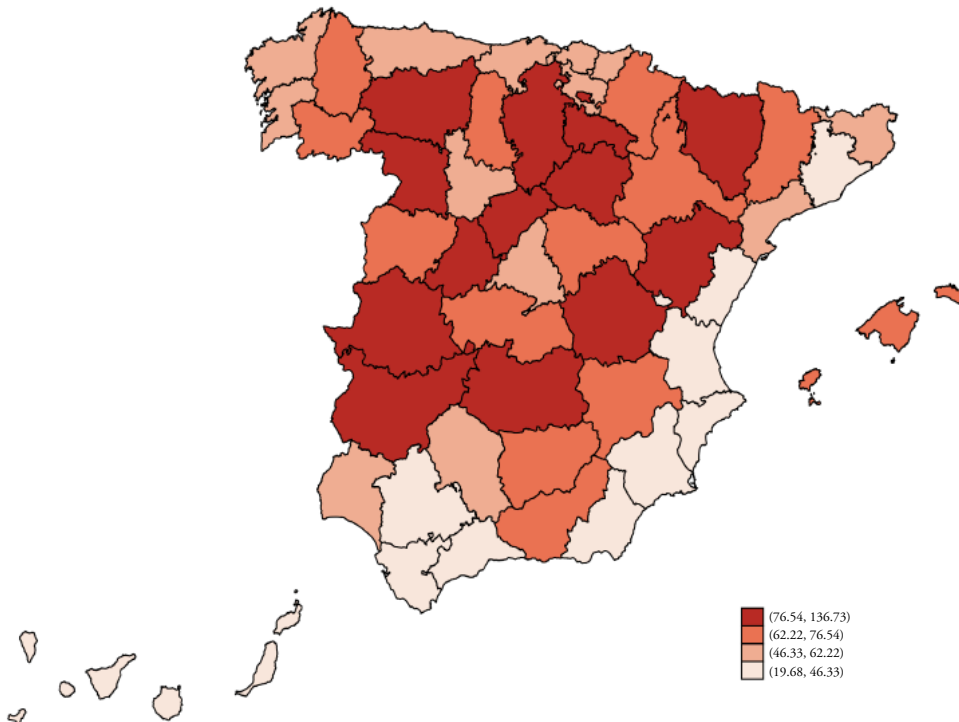 (76.54, 136.73)
(62.22, 76.54)
(46.33, 62.22)
(19.68, 46.33)